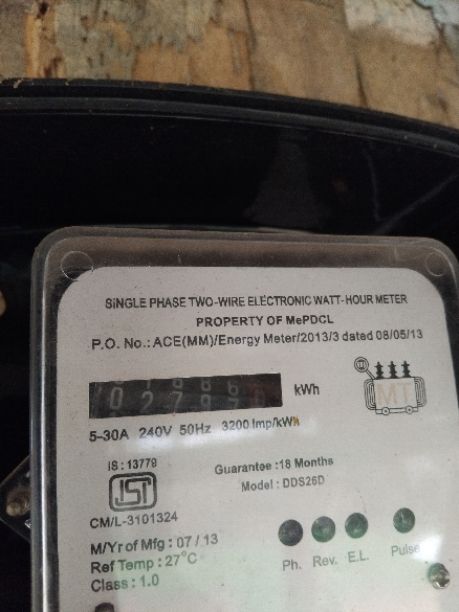 SINGLE PHASE TWO-WIRE ELECTRONIC WATT-HOUR METER
PROPERTY OF MePDCL
P.O. No.: ACE(MM)/Energy Meter/2013/3 dated 08/05/13
kWh
MT
5-30A 240V 50Hz 3200 Imp/kWh
IS : 13779
Guarantee :18 Months
Model : DDS26D
CM/L-3101324
M/Yr of Mfg : 07 / 13
Ref Temp : 27°C
Class : 1.0
Ph. Rev. E.L. Pulse